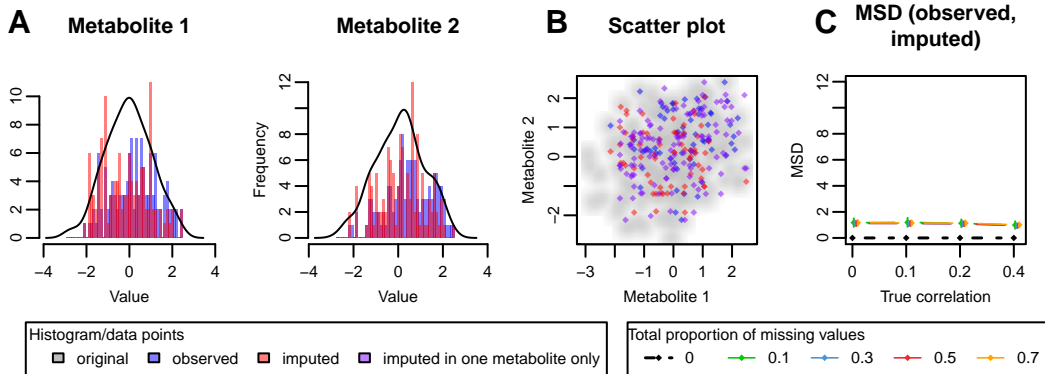 A
Metabolite 1
Metabolite 2
B
Scatter plot
C
MSD (observed,
imputed)
0 2 4 6 8 10
−4 −2 0 2 4
Value
Frequency
0 2 4 6 8 12
−4 −2 0 2 4
Value
Metabolite 2
−2 0 1 2
−3 −1 0 1 2
Metabolite 1
MSD
0 2 4 8 12
0 0.1 0.2 0.4
True correlation
Histogram/data points
original observed imputed imputed in one metabolite only
Total proportion of missing values
0 0.1 0.3 0.5 0.7